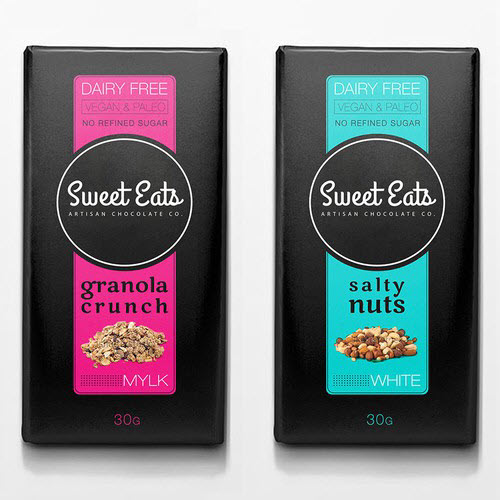 DAIRY FREE
VEGAN & PALEO
NO REFINED SUGAR
Sweet Eats
ARTISAN CHOCOLATE CO.
granola
crunch
MYLK
30G
DAIRY FREE
VEGAN & PALEO
NO REFINED SUGAR
Sweet Eats
ARTISAN CHOCOLATE CO.
salty
nuts
WHITE
30G